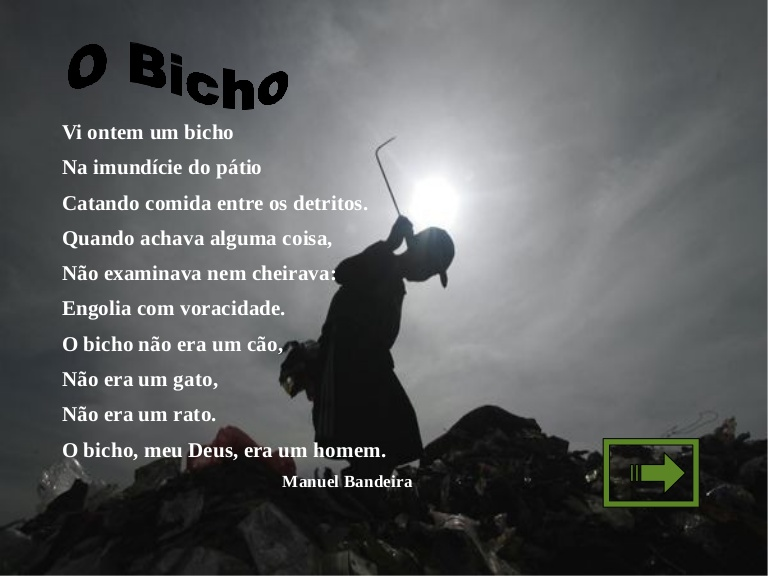 O Bicho
Vi ontem um bicho
Na imundície do pátio
Catando comida entre os detritos.
Quando achava alguma coisa,
Não examinava nem cheirava:
Engolia com voracidade.
O bicho não era um cão,
Não era um gato,
Não era um rato.
O bicho, meu Deus, era um homem.
Manuel Bandeira